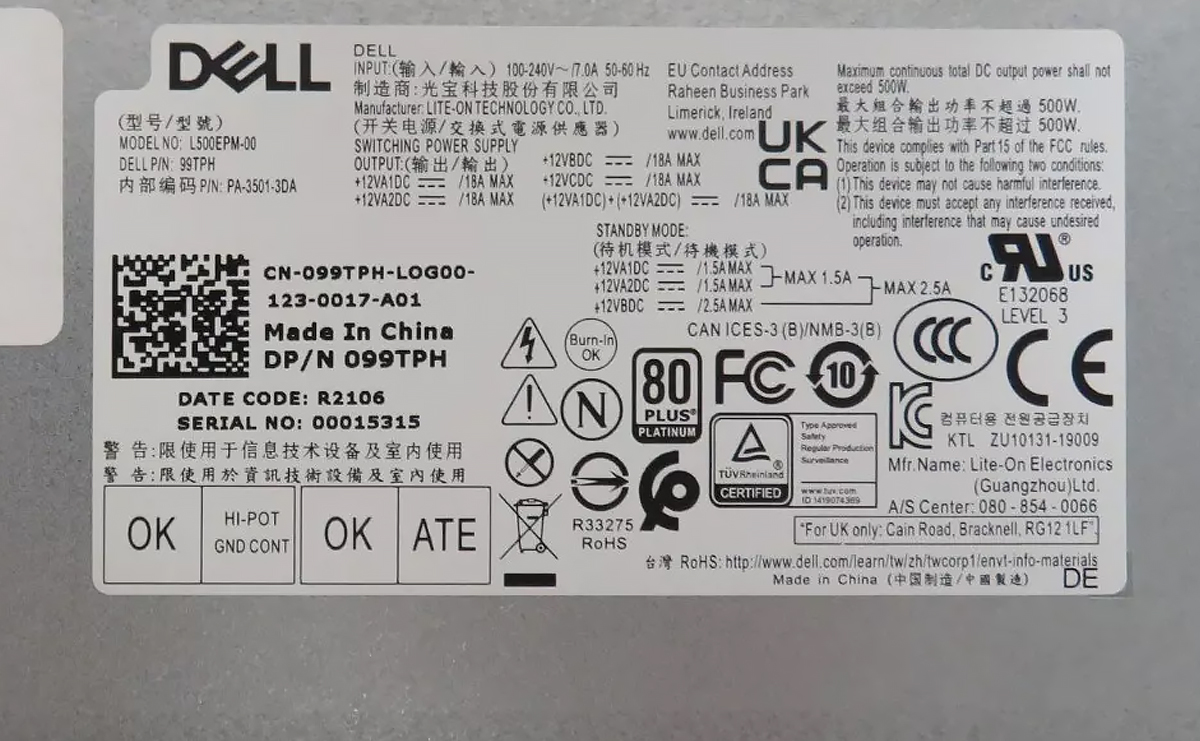 DELL
(型号/型號)
MODEL NO: L500EPM-00
DELL P/N: 99TPH
内部编码 P/N: PA-3501-3DA
DELL
INPUT:(输入/輸入) 100-240V～/7.0A 50-60 Hz
制造商:光宝科技股份有限公司
Manufacturer: LITE-ON TECHNOLOGY CO., LTD.
(开关电源/交換式電源供應器)
SWITCHING POWER SUPPLY
OUTPUT:(输出/輸出)
+12VA1DC ⎓ /18A MAX
+12VA2DC ⎓ /18A MAX
+12VBDC ⎓ /18A MAX
+12VCDC ⎓ /18A MAX
(+12VA1DC)+(+12VA2DC) ⎓ /18A MAX
EU Contact Address
Raheen Business Park
Limerick, Ireland
www.dell.com
UK
CA
Maximum continuous total DC output power shall not
exceed 500W.
最大組合輸出功率不超過 500W.
最大组合输出功率不超过 500W.
This device complies with Part 15 of the FCC rules.
Operation is subject to the following two conditions:
(1) This device may not cause harmful interference.
(2) This device must accept any interference received,
including interference that may cause undesired
operation.
STANDBY MODE:
(待机模式/待機模式)
+12VA1DC ⎓ /1.5A MAX
+12VA2DC ⎓ /1.5A MAX
MAX 1.5A
+12VBDC ⎓ /2.5A MAX
MAX 2.5A
CAN ICES-3 (B)/NMB-3(B)
CN-099TPH-LOG00-
123-0017-A01
Made In China
DP/N 099TPH
DATE CODE: R2106
SERIAL NO: 00015315
警告:限使用于信息技术设备及室内使用
警告:限使用於資訊技術設備及室內使用
OK
HI-POT
GND CONT
OK
ATE
Burn-In
OK
N
80
PLUS®
PLATINUM
FC
10
R33275
RoHS
TÜVRheinland®
CERTIFIED
Type Approved
Safety
Regular Production
Surveillance
www.tuv.com
ID 1419074369
c RU ® US
E132068
LEVEL 3
CCC
CE
컴퓨터용 전원공급장치
KTL ZU10131-19009
Mfr.Name: Lite-On Electronics
(Guangzhou)Ltd.
A/S Center: 080 - 854 - 0066
"For UK only: Cain Road, Bracknell, RG12 1LF".
台灣 RoHS: http://www.dell.com/learn/tw/zh/twcorp1/envt-info-materials
Made in China (中国制造/中國製造)
DE